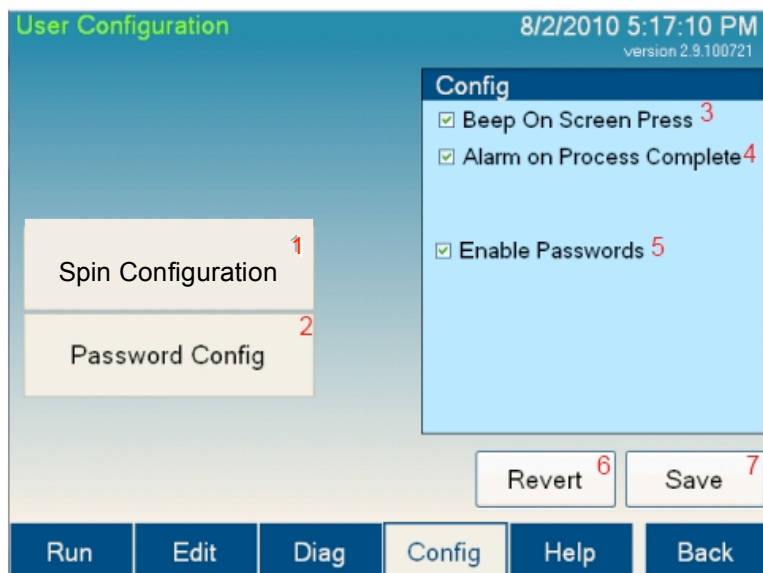 User Configuration 8/2/2010 5:17:10 PM
version 2.9.100721
Config
Beep On Screen Press 3
Alarm on Process Complete 4
1
Spin Configuration
Enable Passwords 5
2
Password Config
Revert 6 Save 7
Run Edit Diag Config Help Back